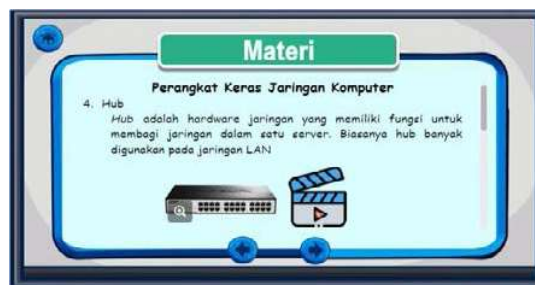 Materi
Perangkat Keras Jaringan Komputer
4. Hub
Hub adalah hardware jaringan yang memiliki fungsi untuk
membagi jaringan dalam satu server. Biasanya hub banyak
digunakan pada jaringan LAN